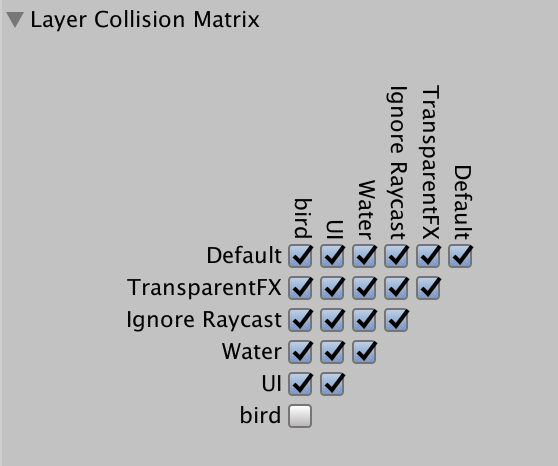 Layer Collision Matrix
bird
UI
Water
Ignore Raycast
TransparentFX
Default
Default
TransparentFX
Ignore Raycast
Water
UI
bird